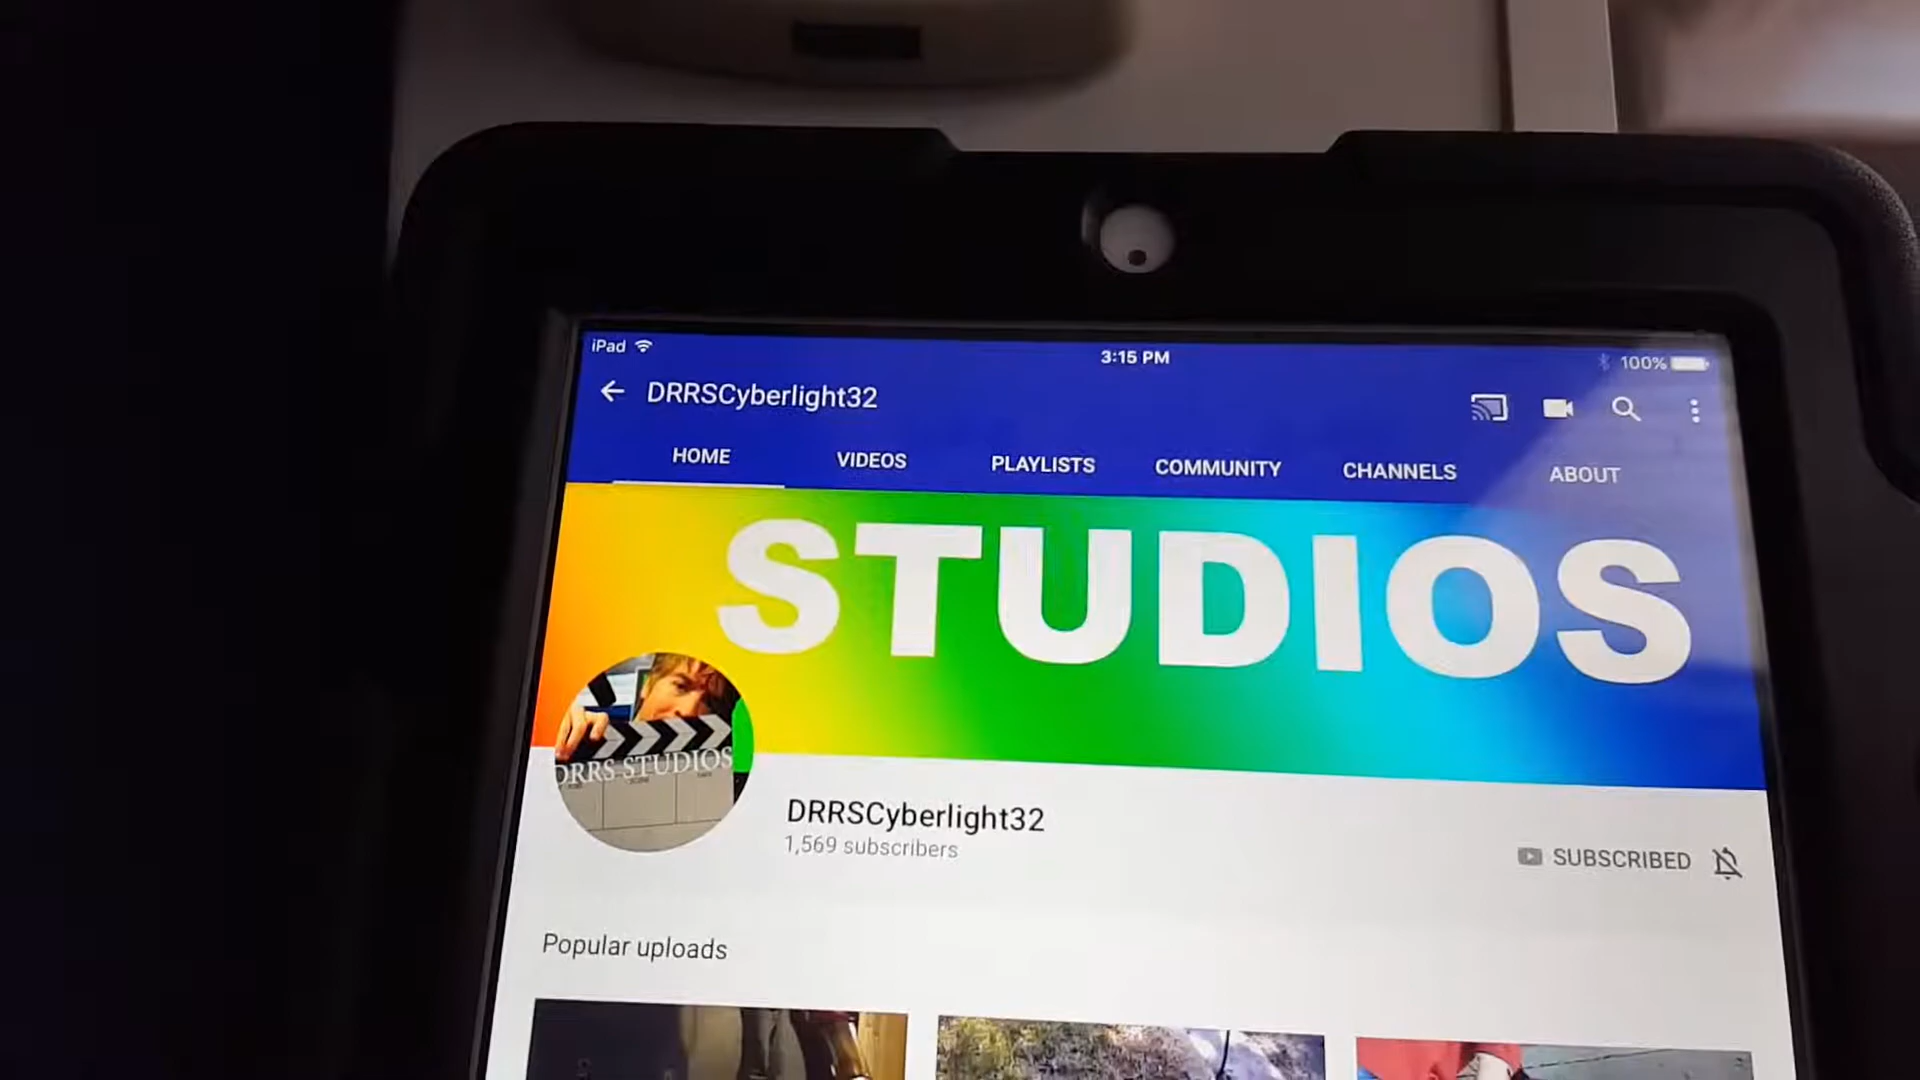 iPad
3:15 PM
100%
DRRSCyberlight32
HOME
VIDEOS
PLAYLISTS
COMMUNITY
CHANNELS
ABOUT
STUDIOS
DRRS STUDIOS
DRRSCyberlight32
1,569 subscribers
SUBSCRIBED
Popular uploads